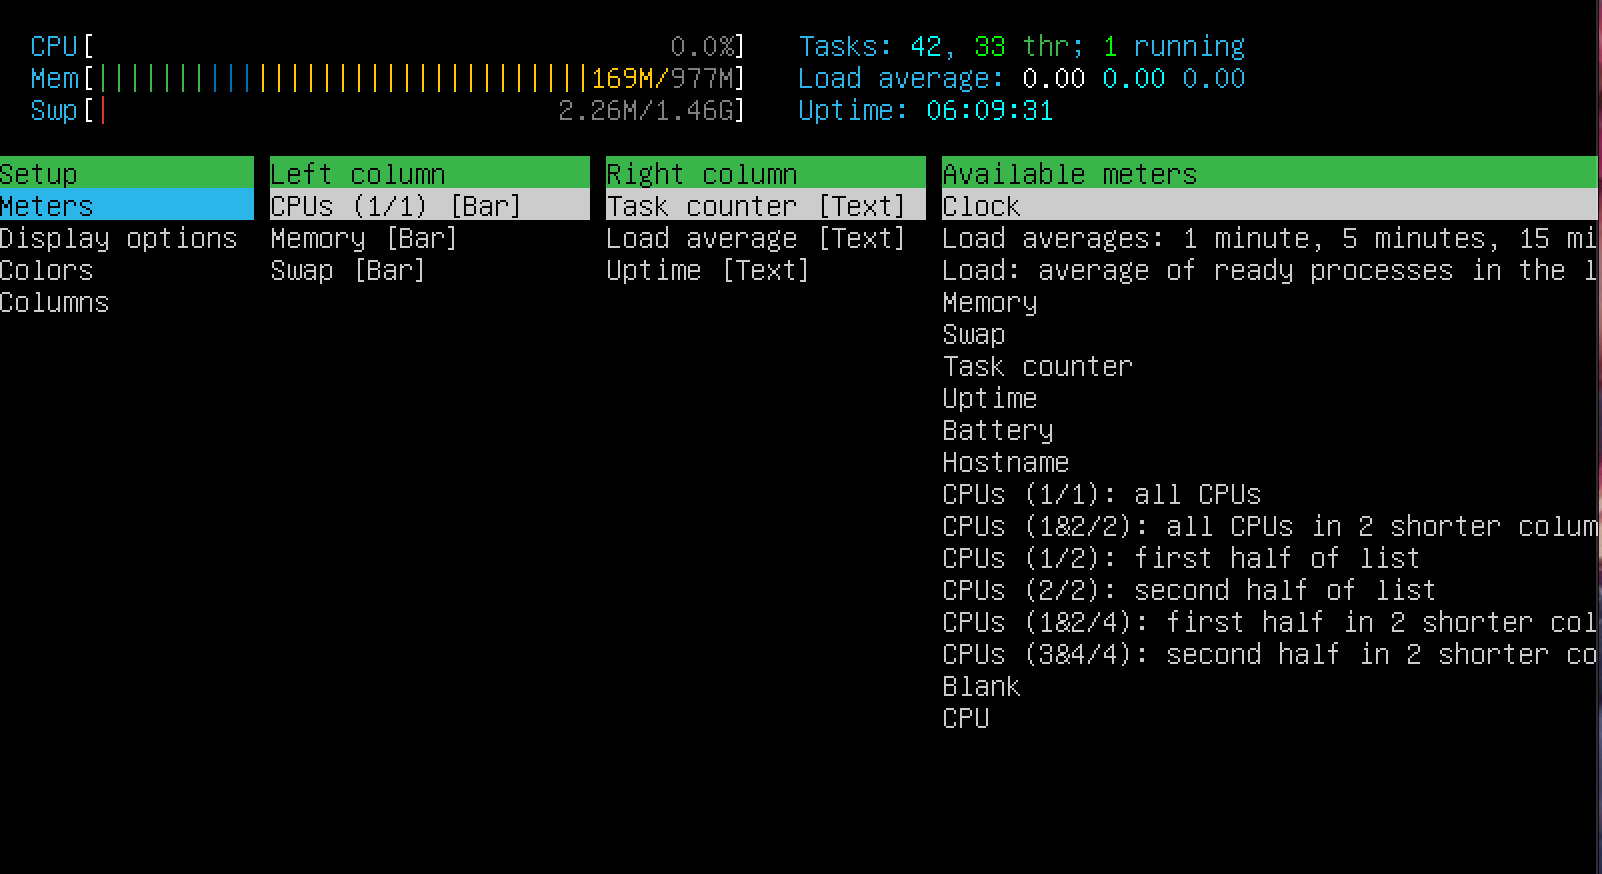 CPU[ 0.0%] Tasks: 42, 33 thr; 1 running
Mem[||||||||||||||||||||||||||||||169M/977M] Load average: 0.00 0.00 0.00
Swp[| 2.26M/1.46G] Uptime: 06:09:31
Setup Left column Right column Available meters
Meters CPUs (1/1) [Bar] Task counter [Text] Clock
Display options Memory [Bar] Load average [Text] Load averages: 1 minute, 5 minutes, 15 mi
Colors Swap [Bar] Uptime [Text] Load: average of ready processes in the l
Columns Memory
Swap
Task counter
Uptime
Battery
Hostname
CPUs (1/1): all CPUs
CPUs (1&2/2): all CPUs in 2 shorter colum
CPUs (1/2): first half of list
CPUs (2/2): second half of list
CPUs (1&2/4): first half in 2 shorter col
CPUs (3&4/4): second half in 2 shorter co
Blank
CPU